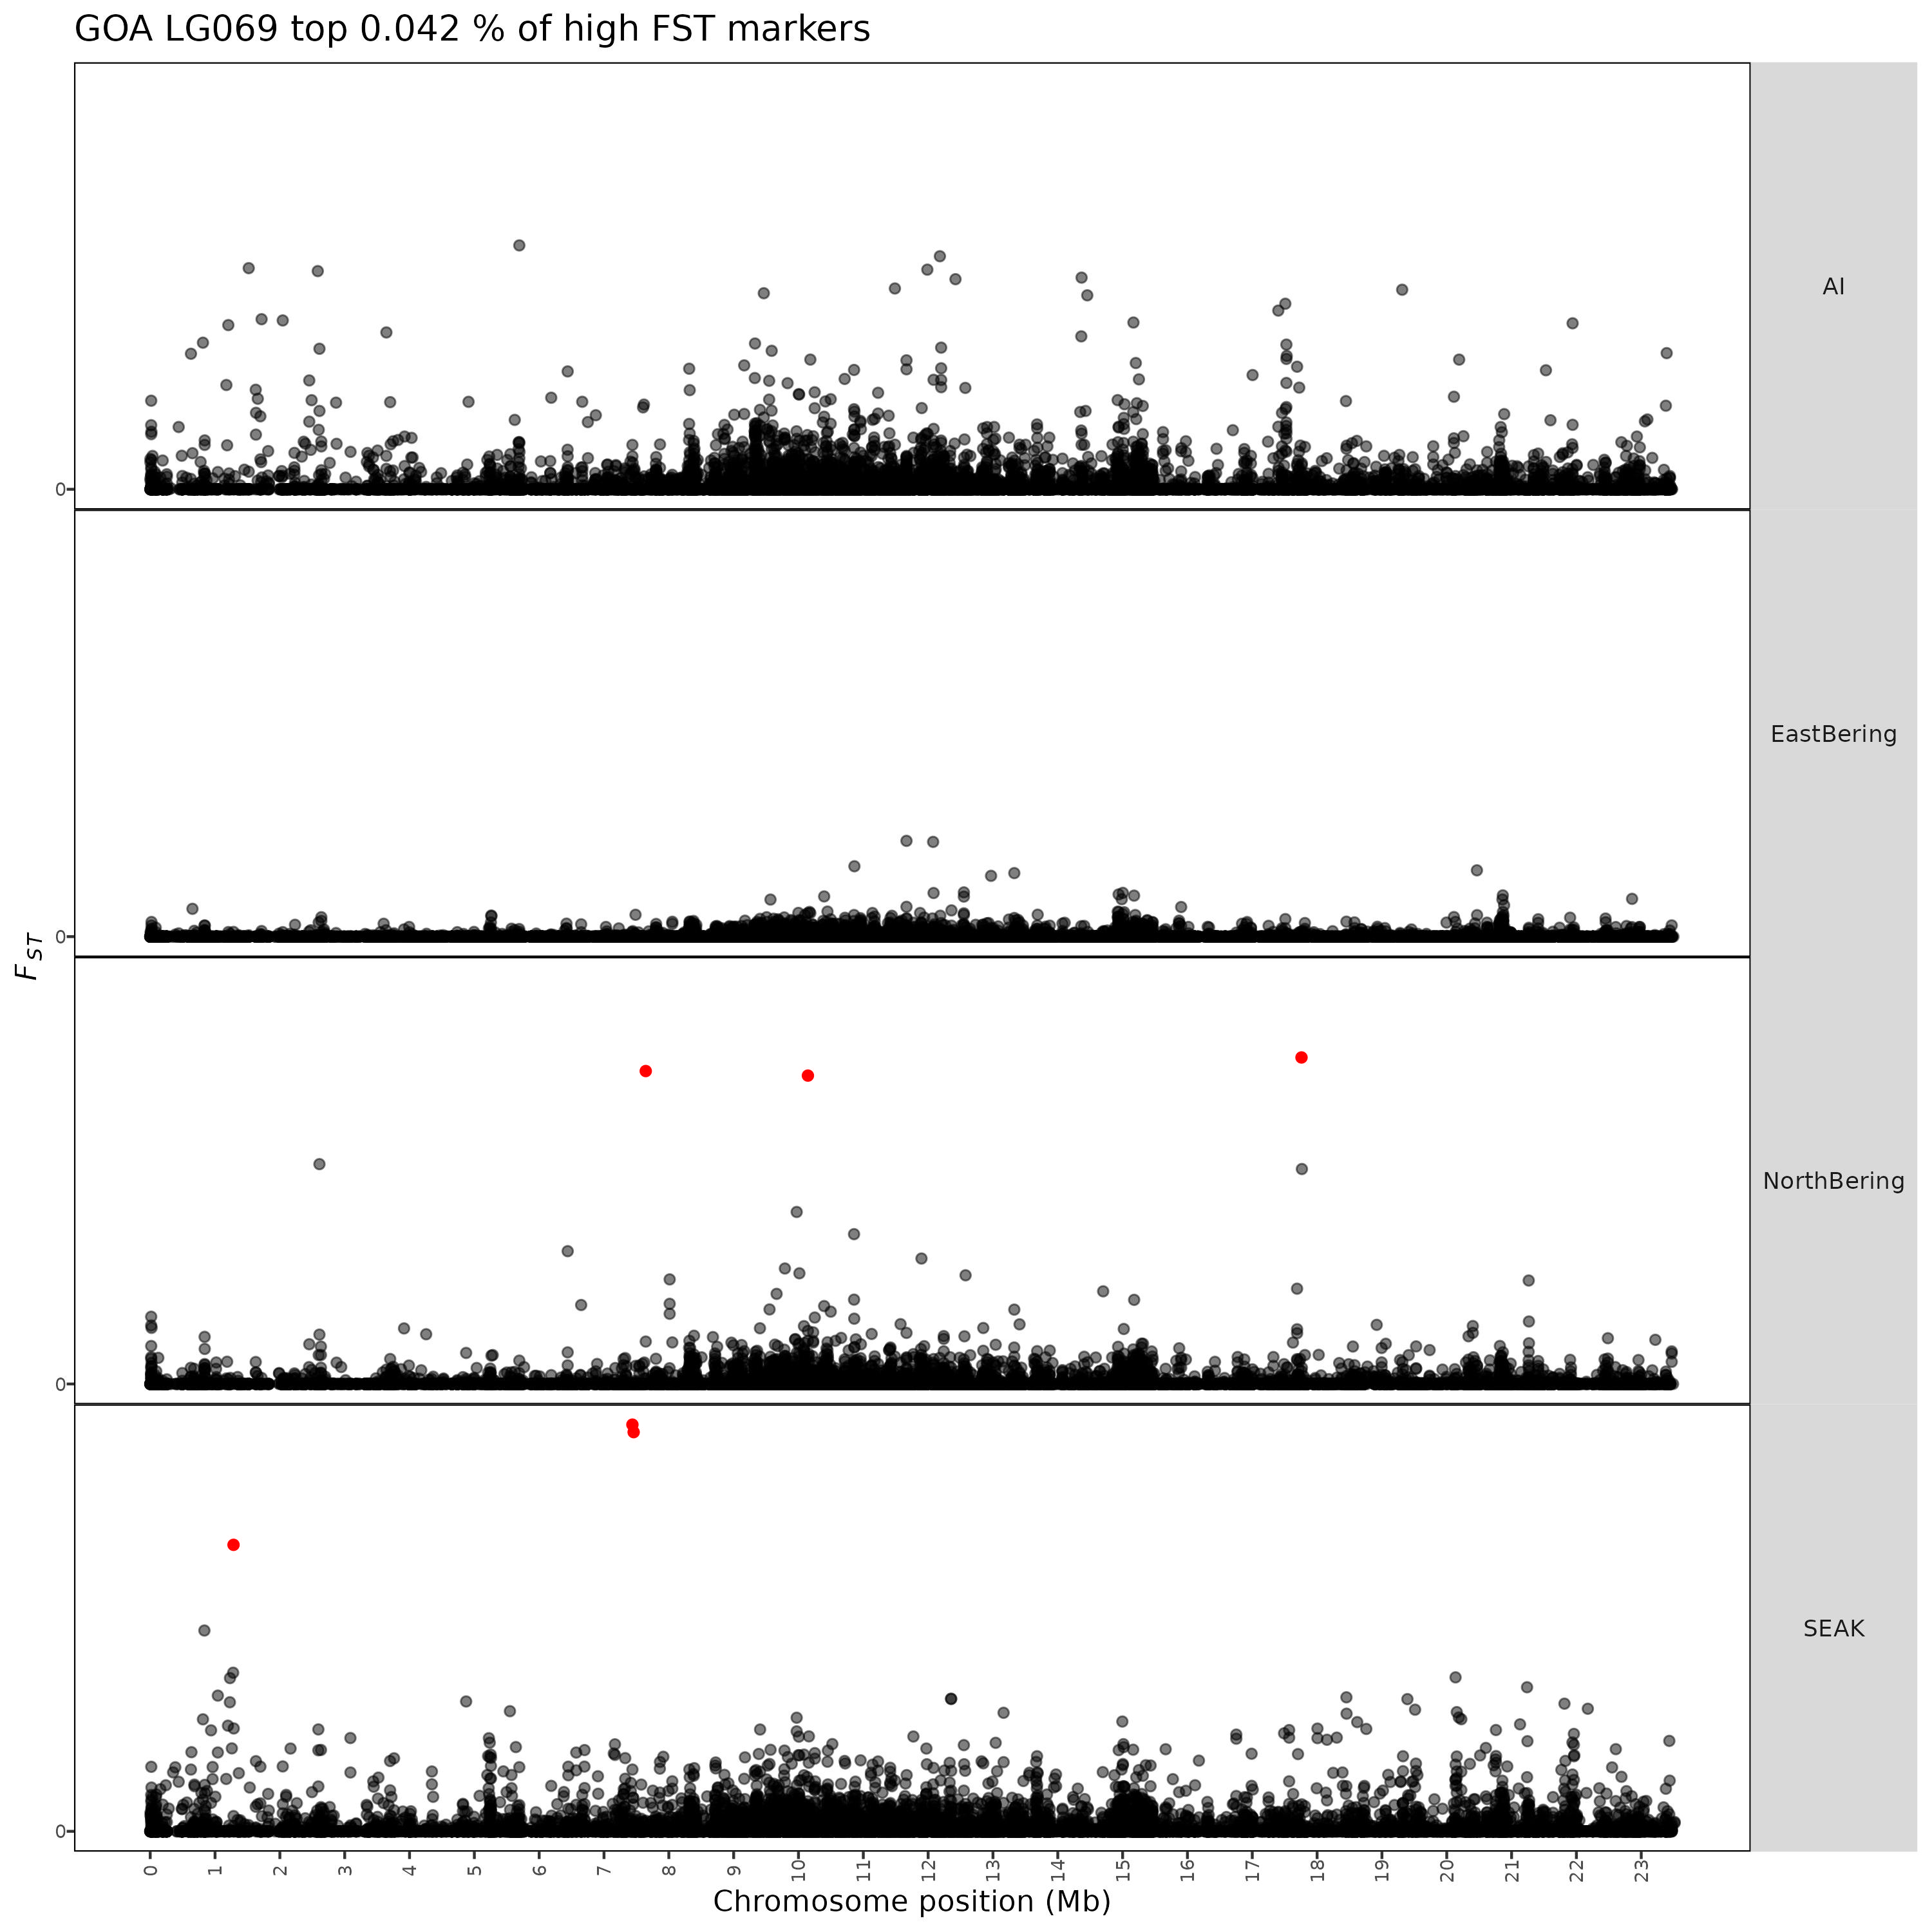 GOA LG069 top 0.042 % of high FST markers
AI
0
EastBering
0
F ST
NorthBering
0
SEAK
0
0 1 2 3 4 5 6 7 8 9 10 11 12 13 14 15 16 17 18 19 20 21 22 23
Chromosome position (Mb)